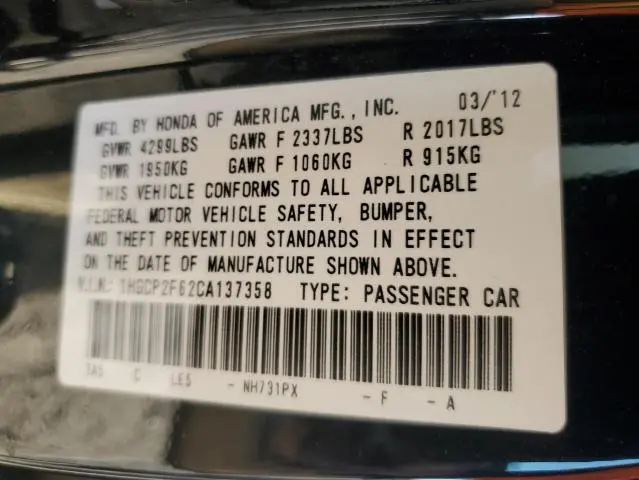 MFD. BY HONDA OF AMERICA MFG., INC. 03/'12
GVWR 4299LBS GAWR F 2337LBS R 2017LBS
GVWR 1950KG GAWR F 1060KG R 915KG
THIS VEHICLE CONFORMS TO ALL APPLICABLE
FEDERAL MOTOR VEHICLE SAFETY, BUMPER,
AND THEFT PREVENTION STANDARDS IN EFFECT
ON THE DATE OF MANUFACTURE SHOWN ABOVE.
V.I.N.: 1HGCP2F62CA137358 TYPE: PASSENGER CAR
TA5 C LE5 - NH731PX - F - A